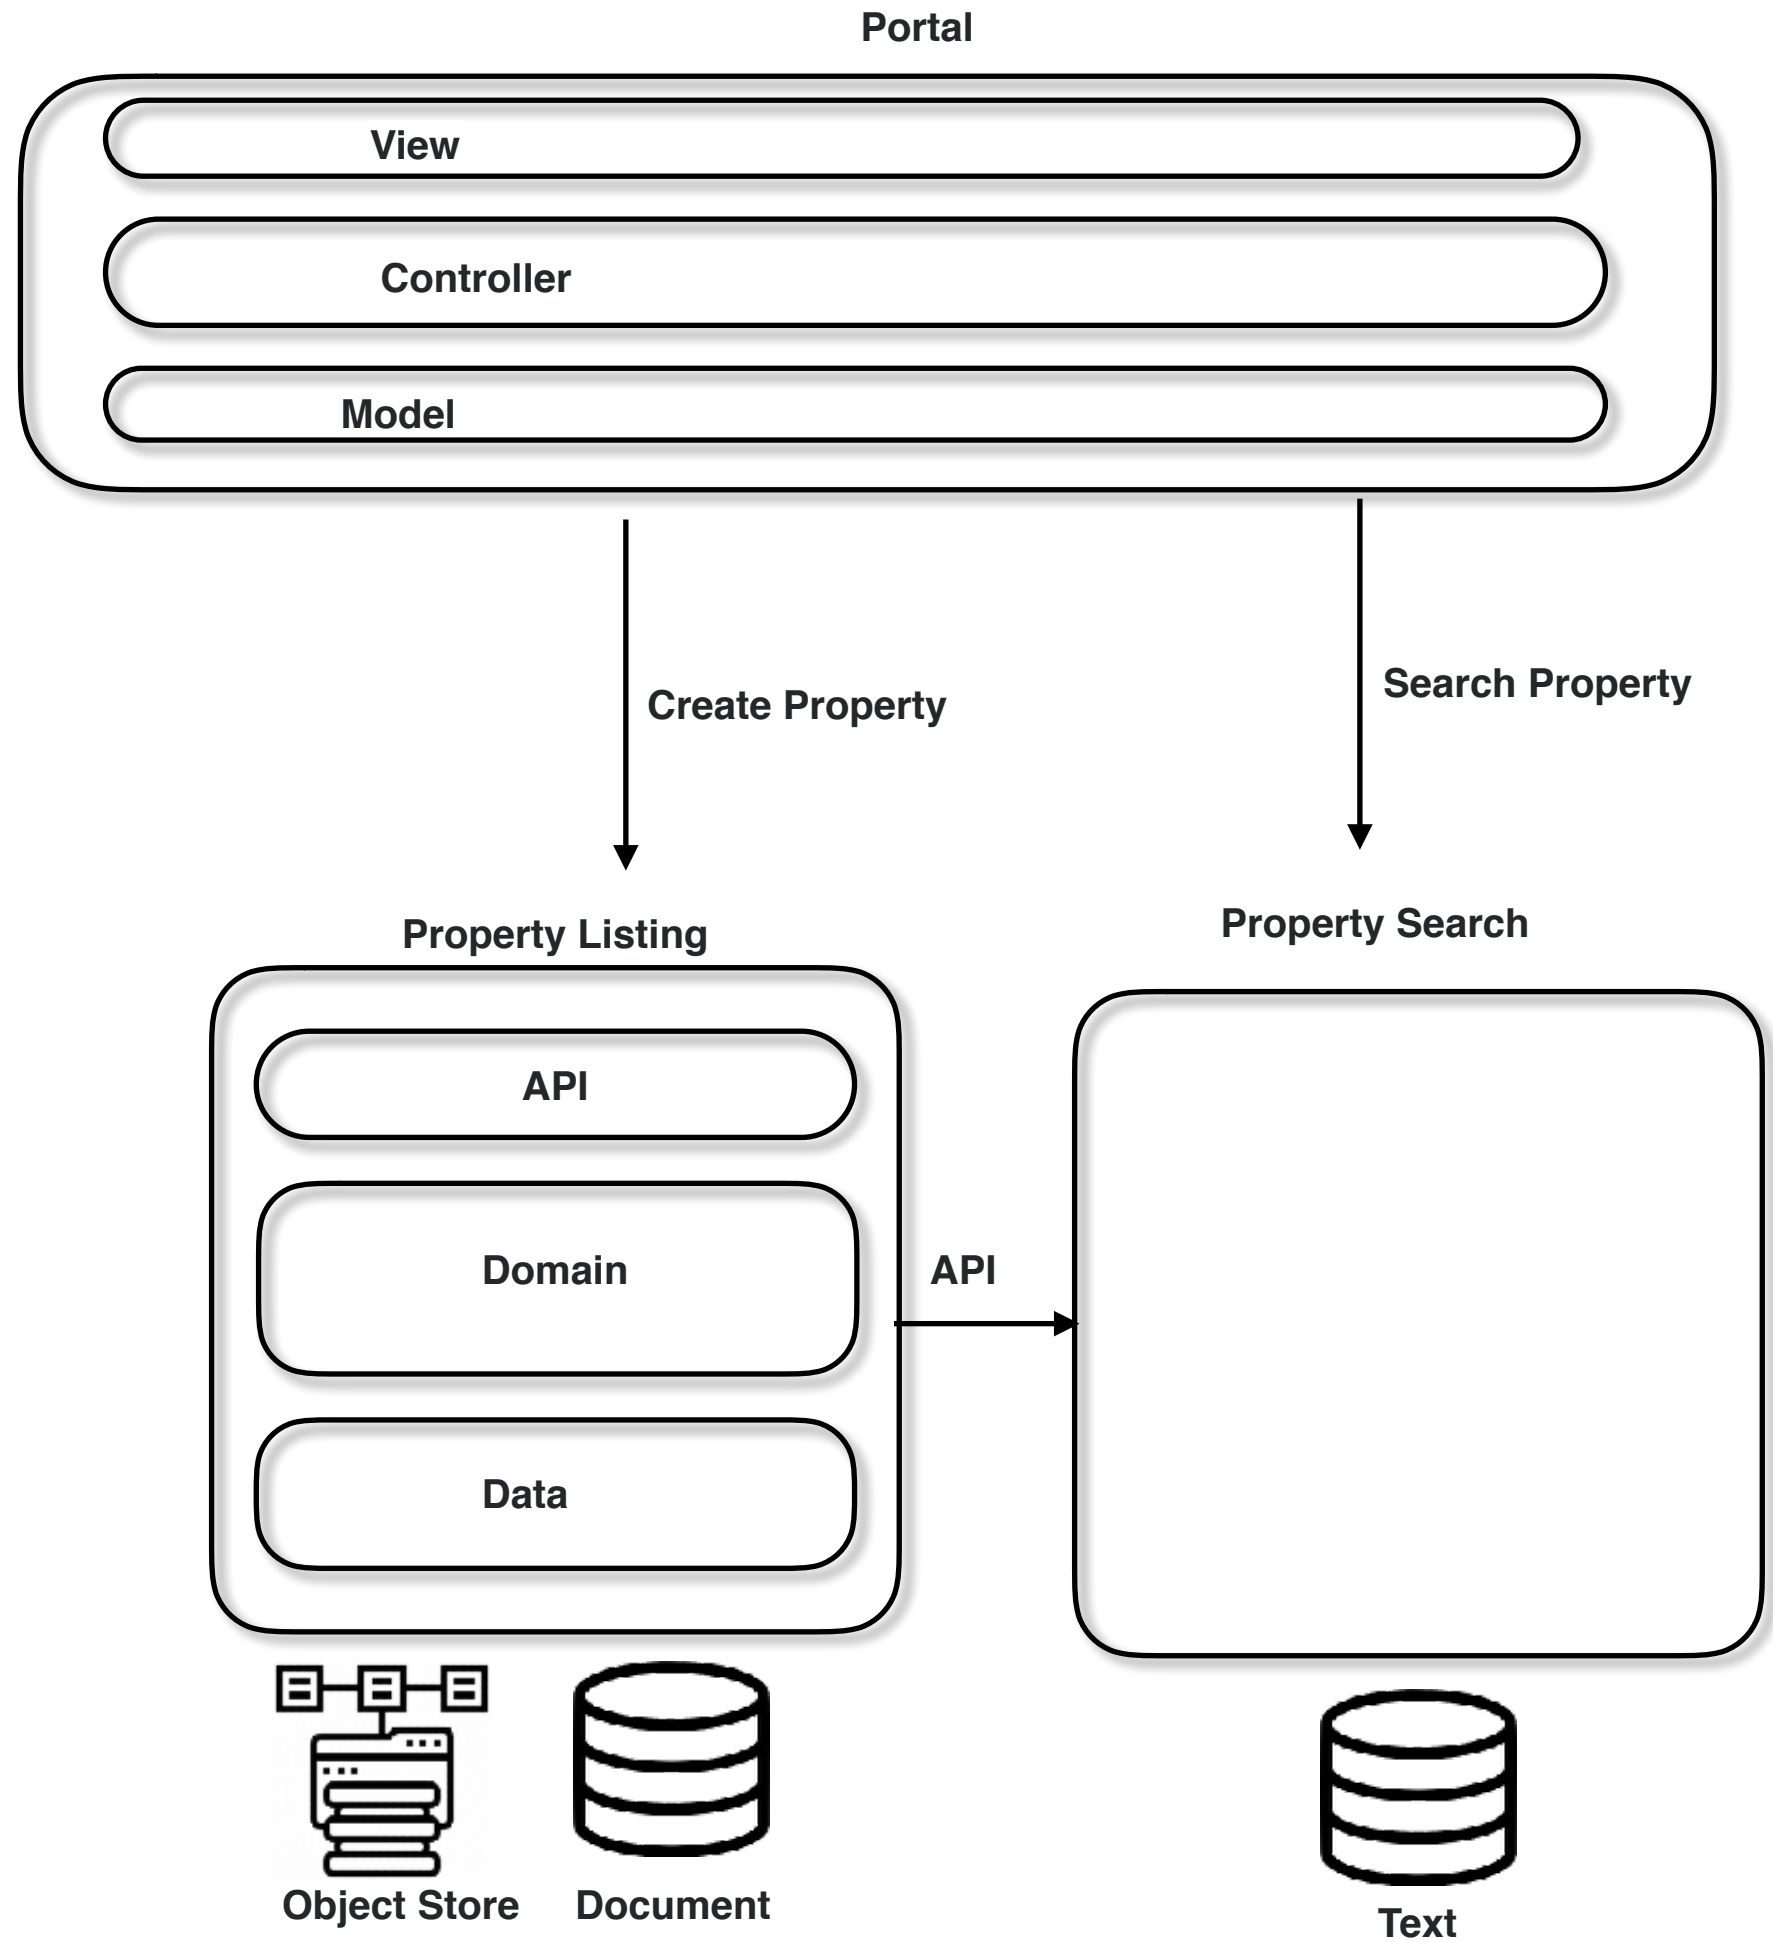 Portal
View
Controller
Model
Create Property
Search Property
Property Listing
Property Search
API
Domain
API
Data
Object Store
Document
Text